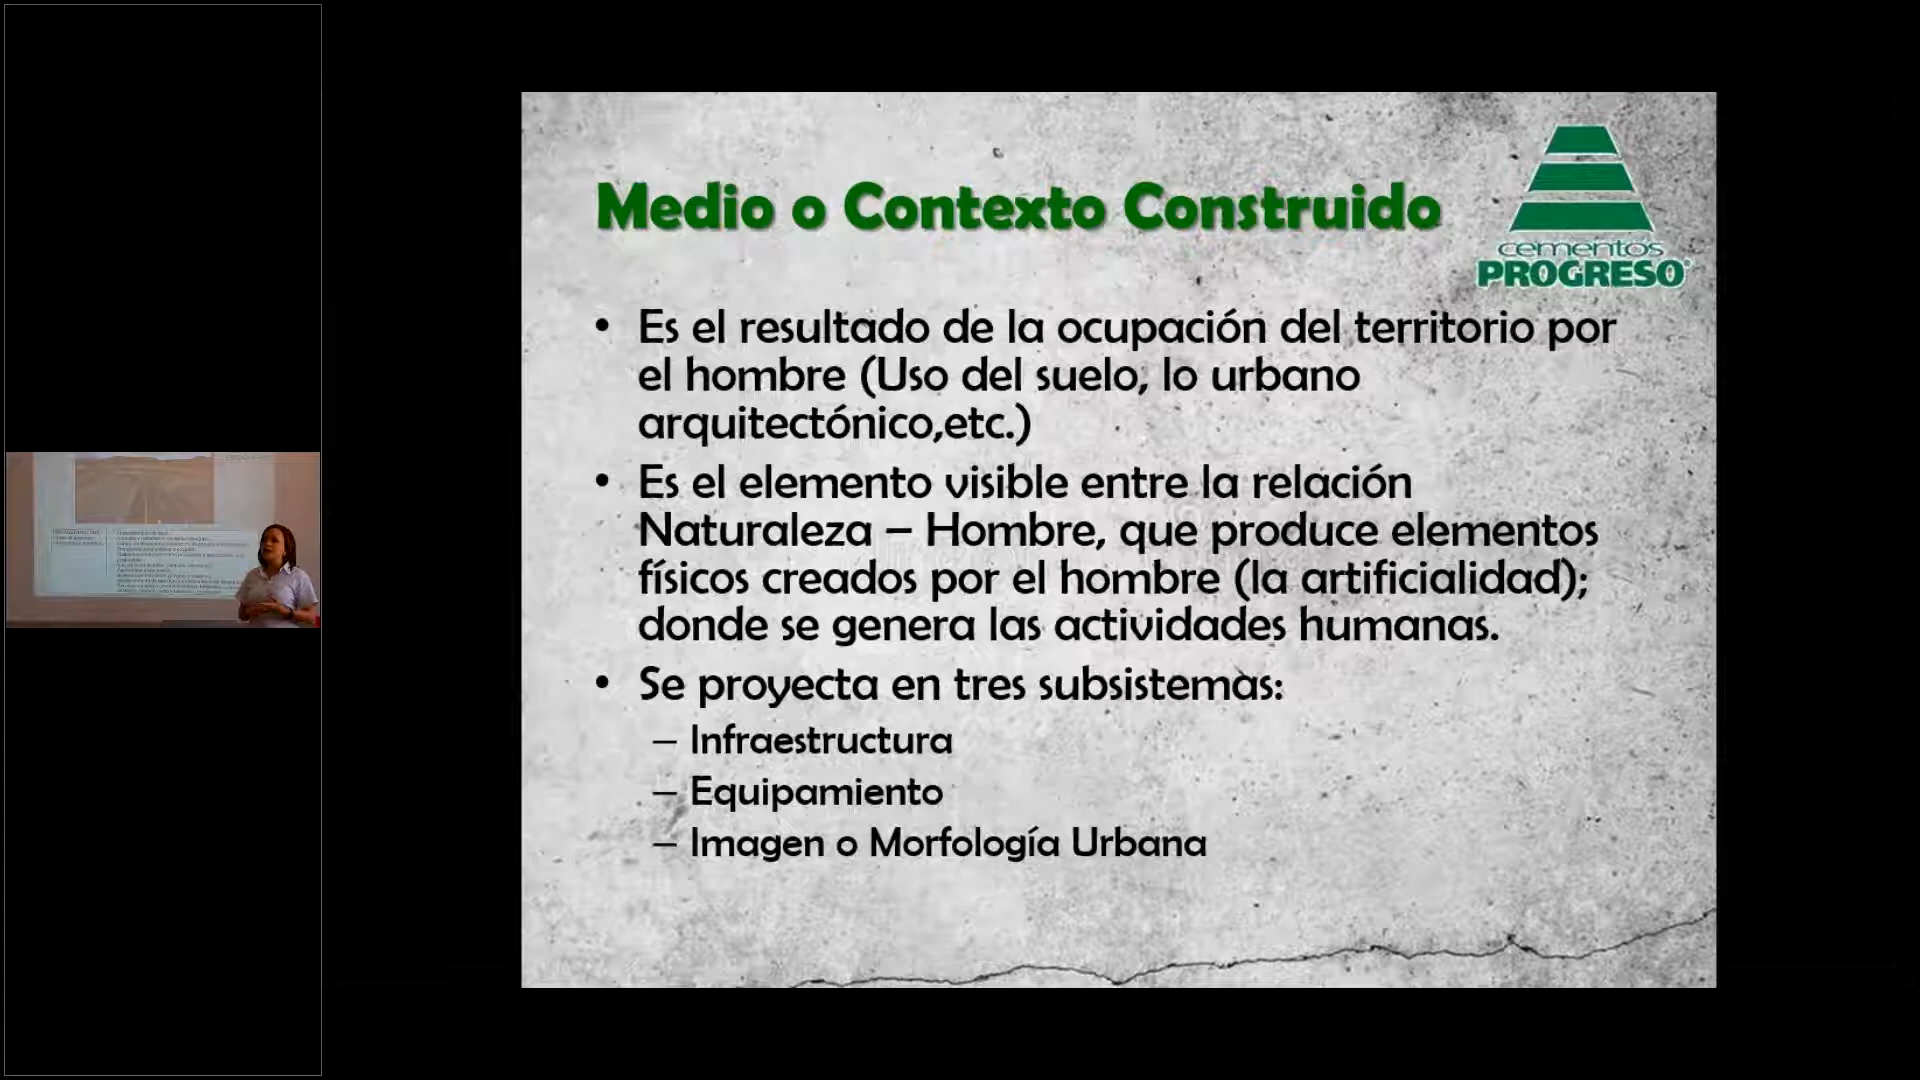 Medio o Contexto Construido
cementos
PROGRESO
• Es el resultado de la ocupación del territorio por
el hombre (Uso del suelo, lo urbano
arquitectónico,etc.)
• Es el elemento visible entre la relación
Naturaleza – Hombre, que produce elementos
físicos creados por el hombre (la artificialidad);
donde se genera las actividades humanas.
• Se proyecta en tres subsistemas:
– Infraestructura
– Equipamiento
– Imagen o Morfología Urbana